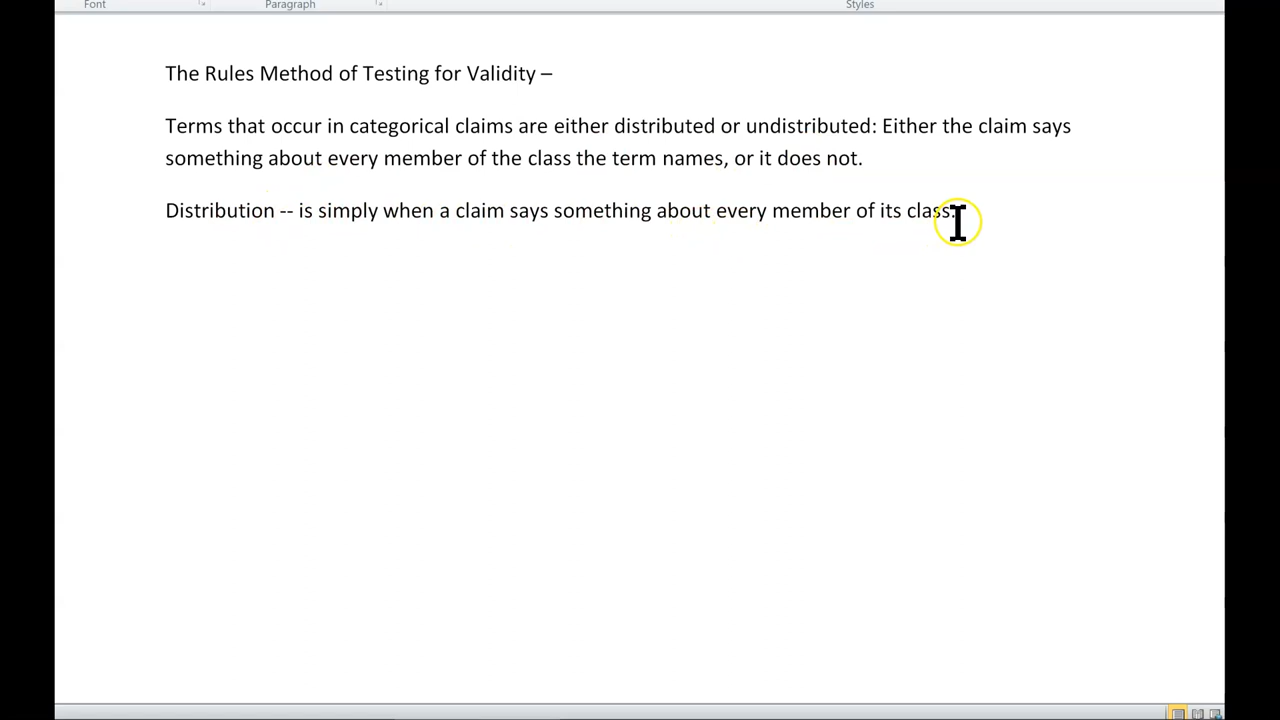 Font Paragraph Styles
The Rules Method of Testing for Validity –
Terms that occur in categorical claims are either distributed or undistributed: Either the claim says
something about every member of the class the term names, or it does not.
Distribution -- is simply when a claim says something about every member of its class.